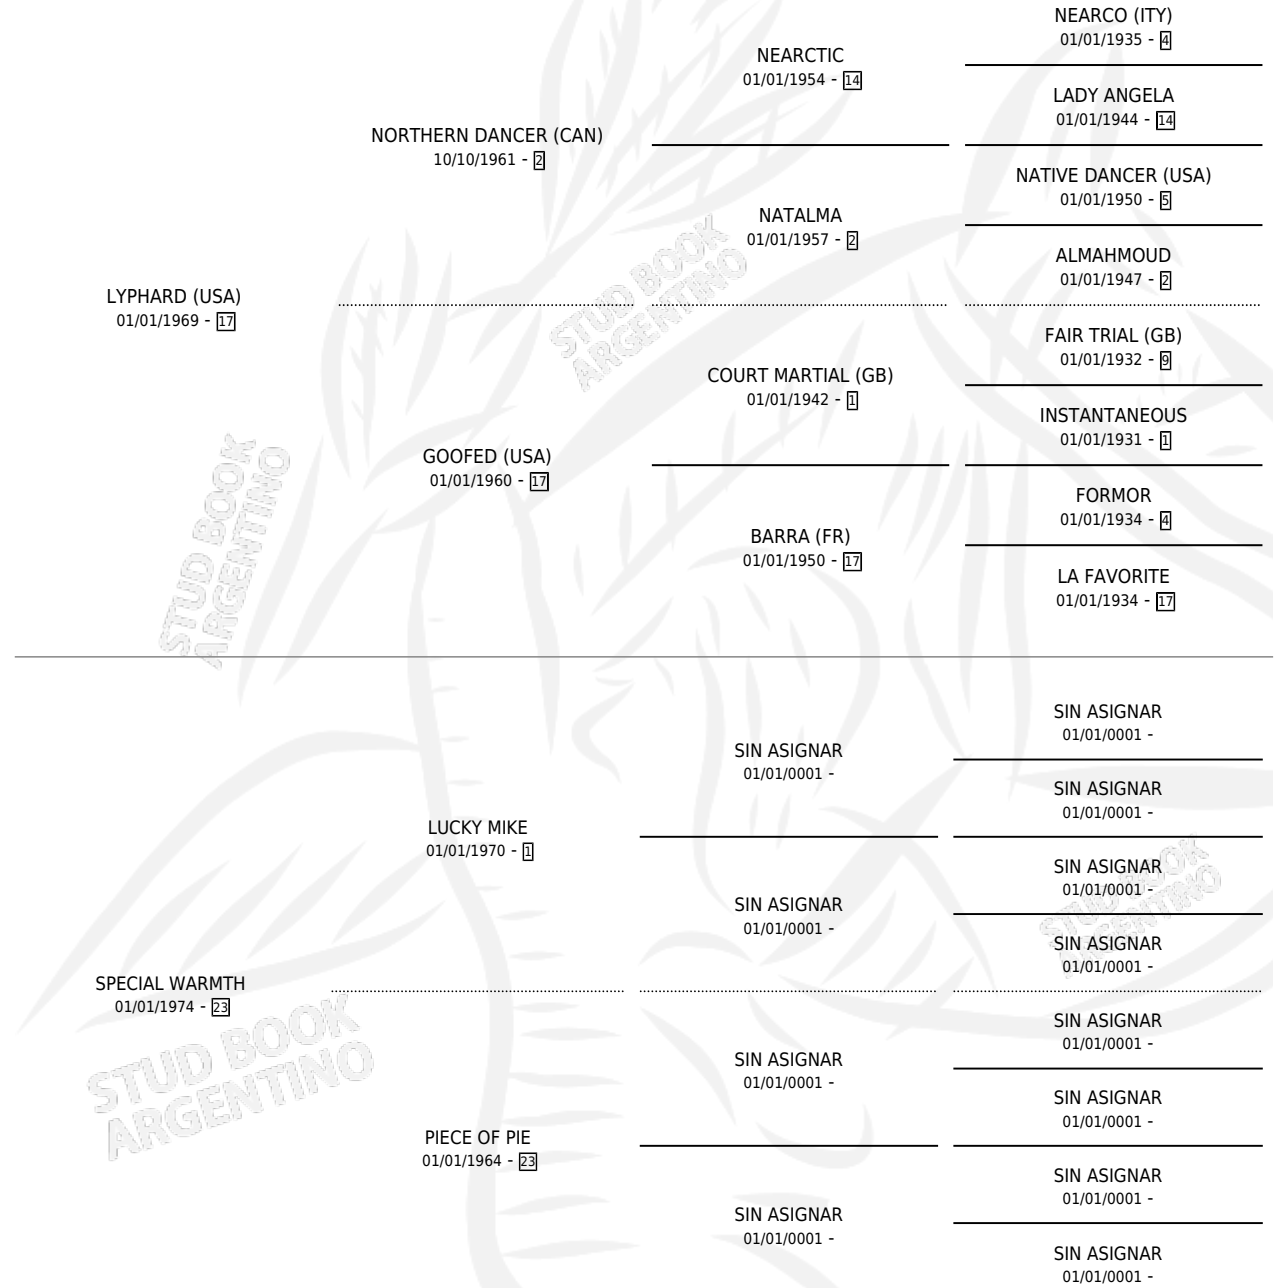 NEARCO (ITY)
01/01/1935 - 4
NEARCTIC
01/01/1954 - 14
LADY ANGELA
01/01/1944 - 14
NORTHERN DANCER (CAN)
10/10/1961 - 2
NATIVE DANCER (USA)
01/01/1950 - 5
NATALMA
01/01/1957 - 2
ALMAHMOUD
01/01/1947 - 2
LYPHARD (USA)
01/01/1969 - 17
STUD BOOK
ARGENTINO
FAIR TRIAL (GB)
01/01/1932 - 9
COURT MARTIAL (GB)
01/01/1942 - 1
INSTANTANEOUS
01/01/1931 - 1
GOOFED (USA)
01/01/1960 - 17
FORMOR
01/01/1934 - 4
BARRA (FR)
01/01/1950 - 17
LA FAVORITE
01/01/1934 - 17
STUD BOOK
ARGENTINO
SIN ASIGNAR
01/01/0001 -
SIN ASIGNAR
01/01/0001 -
SIN ASIGNAR
01/01/0001 -
LUCKY MIKE
01/01/1970 - 1
SIN ASIGNAR
01/01/0001 -
SIN ASIGNAR
01/01/0001 -
SIN ASIGNAR
01/01/0001 -
STUD BOOK
ARGENTINO
SPECIAL WARMTH
01/01/1974 - 23
SIN ASIGNAR
01/01/0001 -
SIN ASIGNAR
01/01/0001 -
SIN ASIGNAR
01/01/0001 -
STUD BOOK
ARGENTINO
PIECE OF PIE
01/01/1964 - 23
SIN ASIGNAR
01/01/0001 -
SIN ASIGNAR
01/01/0001 -
SIN ASIGNAR
01/01/0001 -